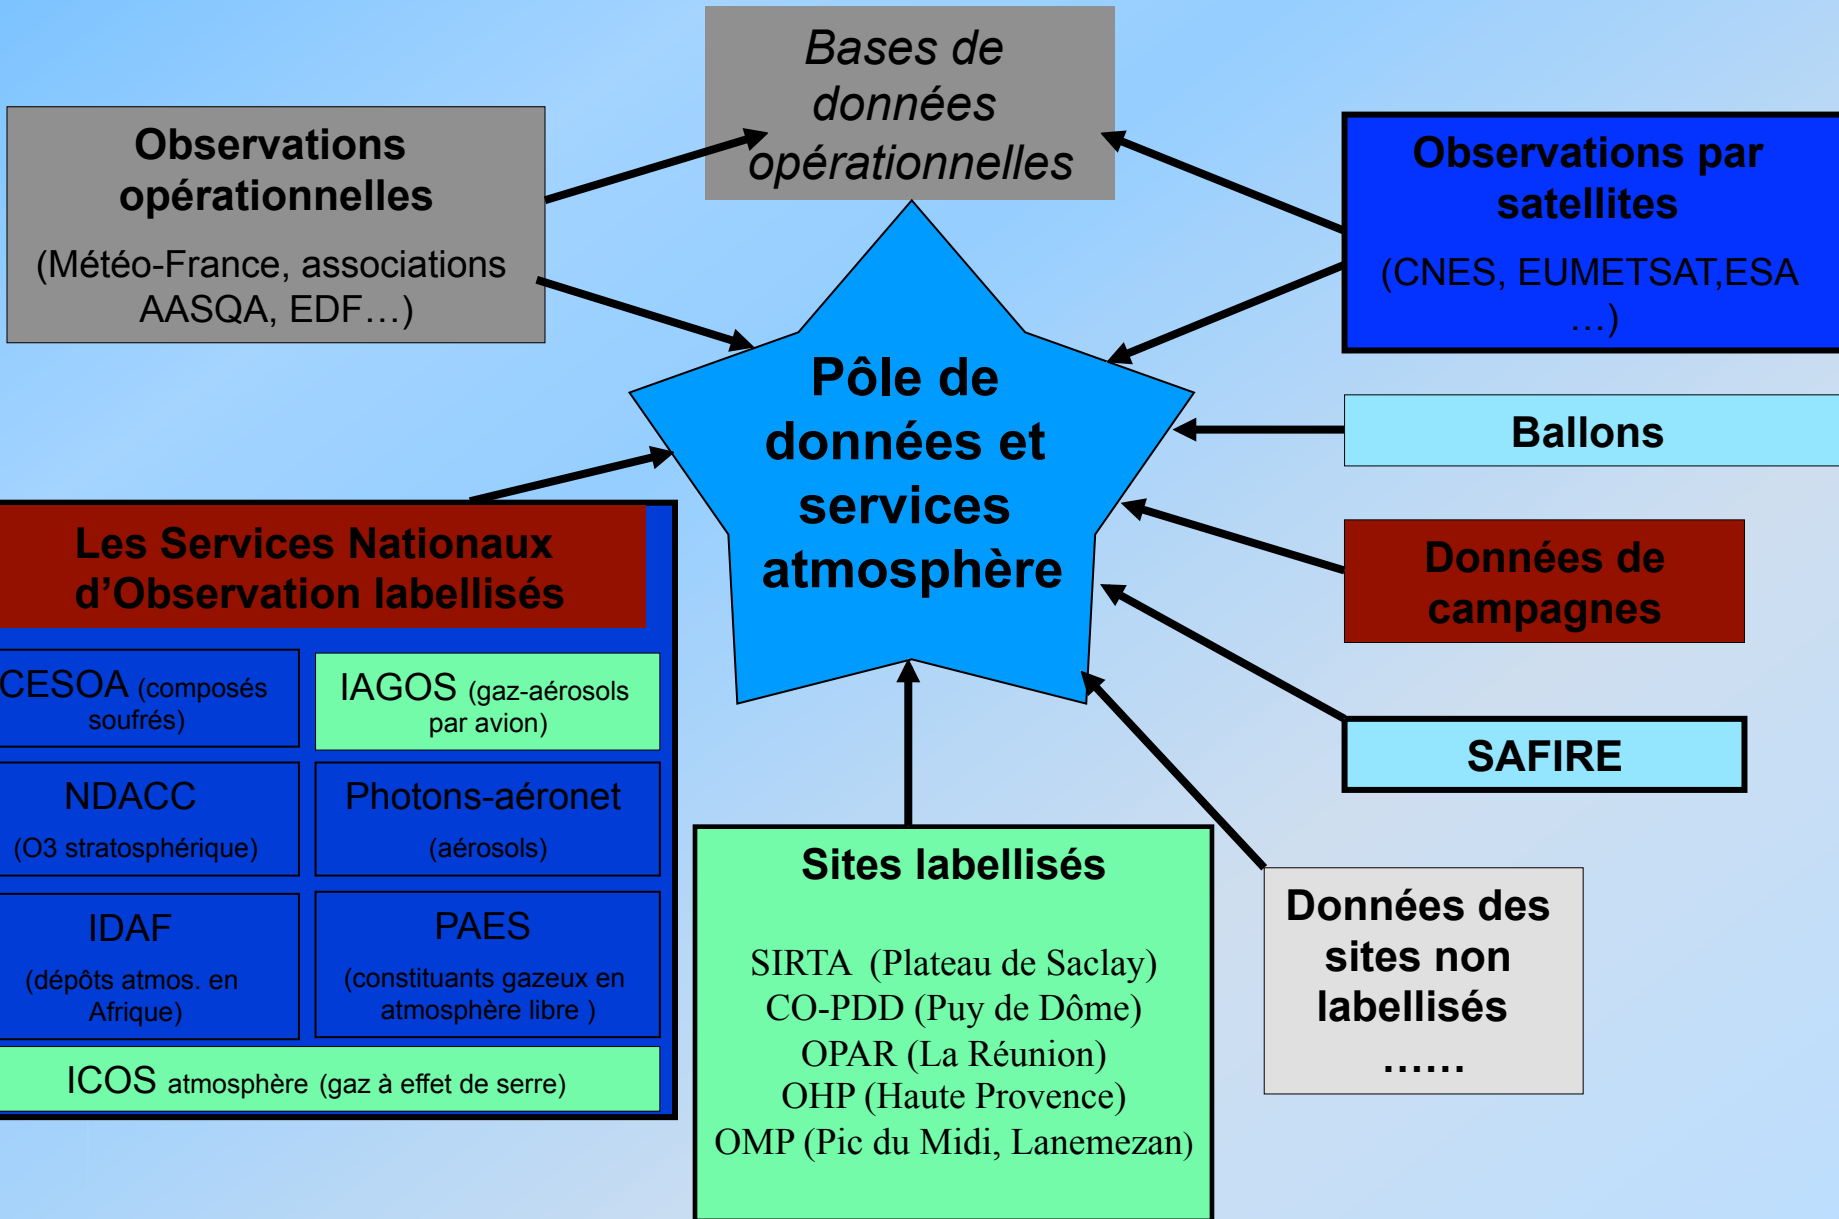 Bases de
données
opérationnelles
Observations
opérationnelles
(Météo-France, associations
AASQA, EDF…)
Observations par
satellites
(CNES, EUMETSAT,ESA
…)
Pôle de
données et
services
atmosphère
Ballons
Données de
campagnes
SAFIRE
Les Services Nationaux
d’Observation labellisés
CESOA (composés
soufrés)
IAGOS (gaz-aérosols
par avion)
NDACC
(O3 stratosphérique)
Photons-aéronet
(aérosols)
IDAF
(dépôts atmos. en
Afrique)
PAES
(constituants gazeux en
atmosphère libre )
ICOS atmosphère (gaz à effet de serre)
Sites labellisés
SIRTA (Plateau de Saclay)
CO-PDD (Puy de Dôme)
OPAR (La Réunion)
OHP (Haute Provence)
OMP (Pic du Midi, Lanemezan)
Données des
sites non
labellisés
……